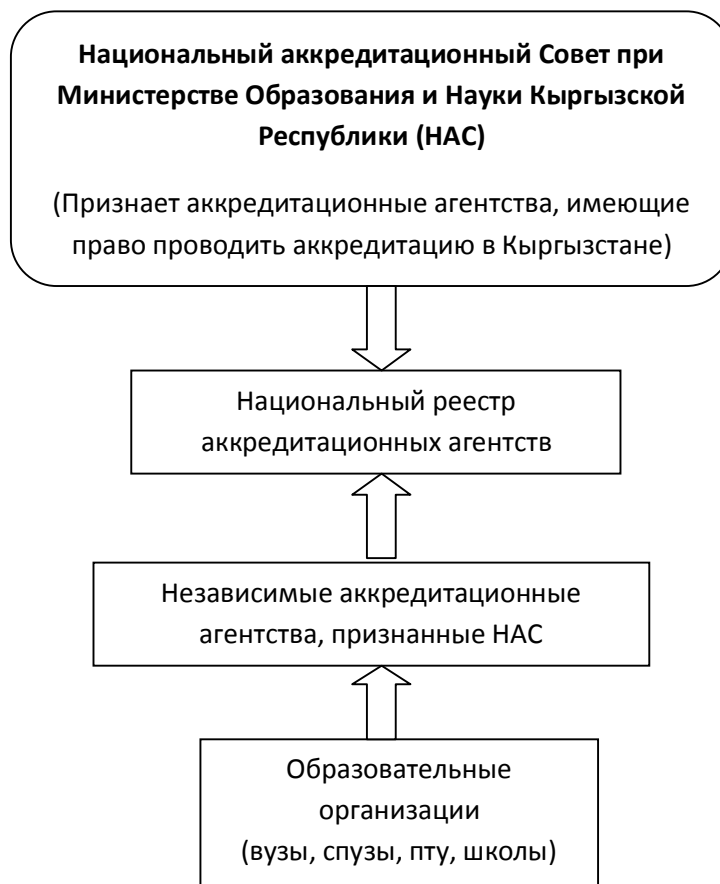 Национальный аккредитационный Совет при
Министерстве Образования и Науки Кыргызской
Республики (НАС)
(Признает аккредитационные агентства, имеющие
право проводить аккредитацию в Кыргызстане)
Национальный реестр
аккредитационных агентств
Независимые аккредитационные
агентства, признанные НАС
Образовательные
организации
(вузы, спузы, пту, школы)